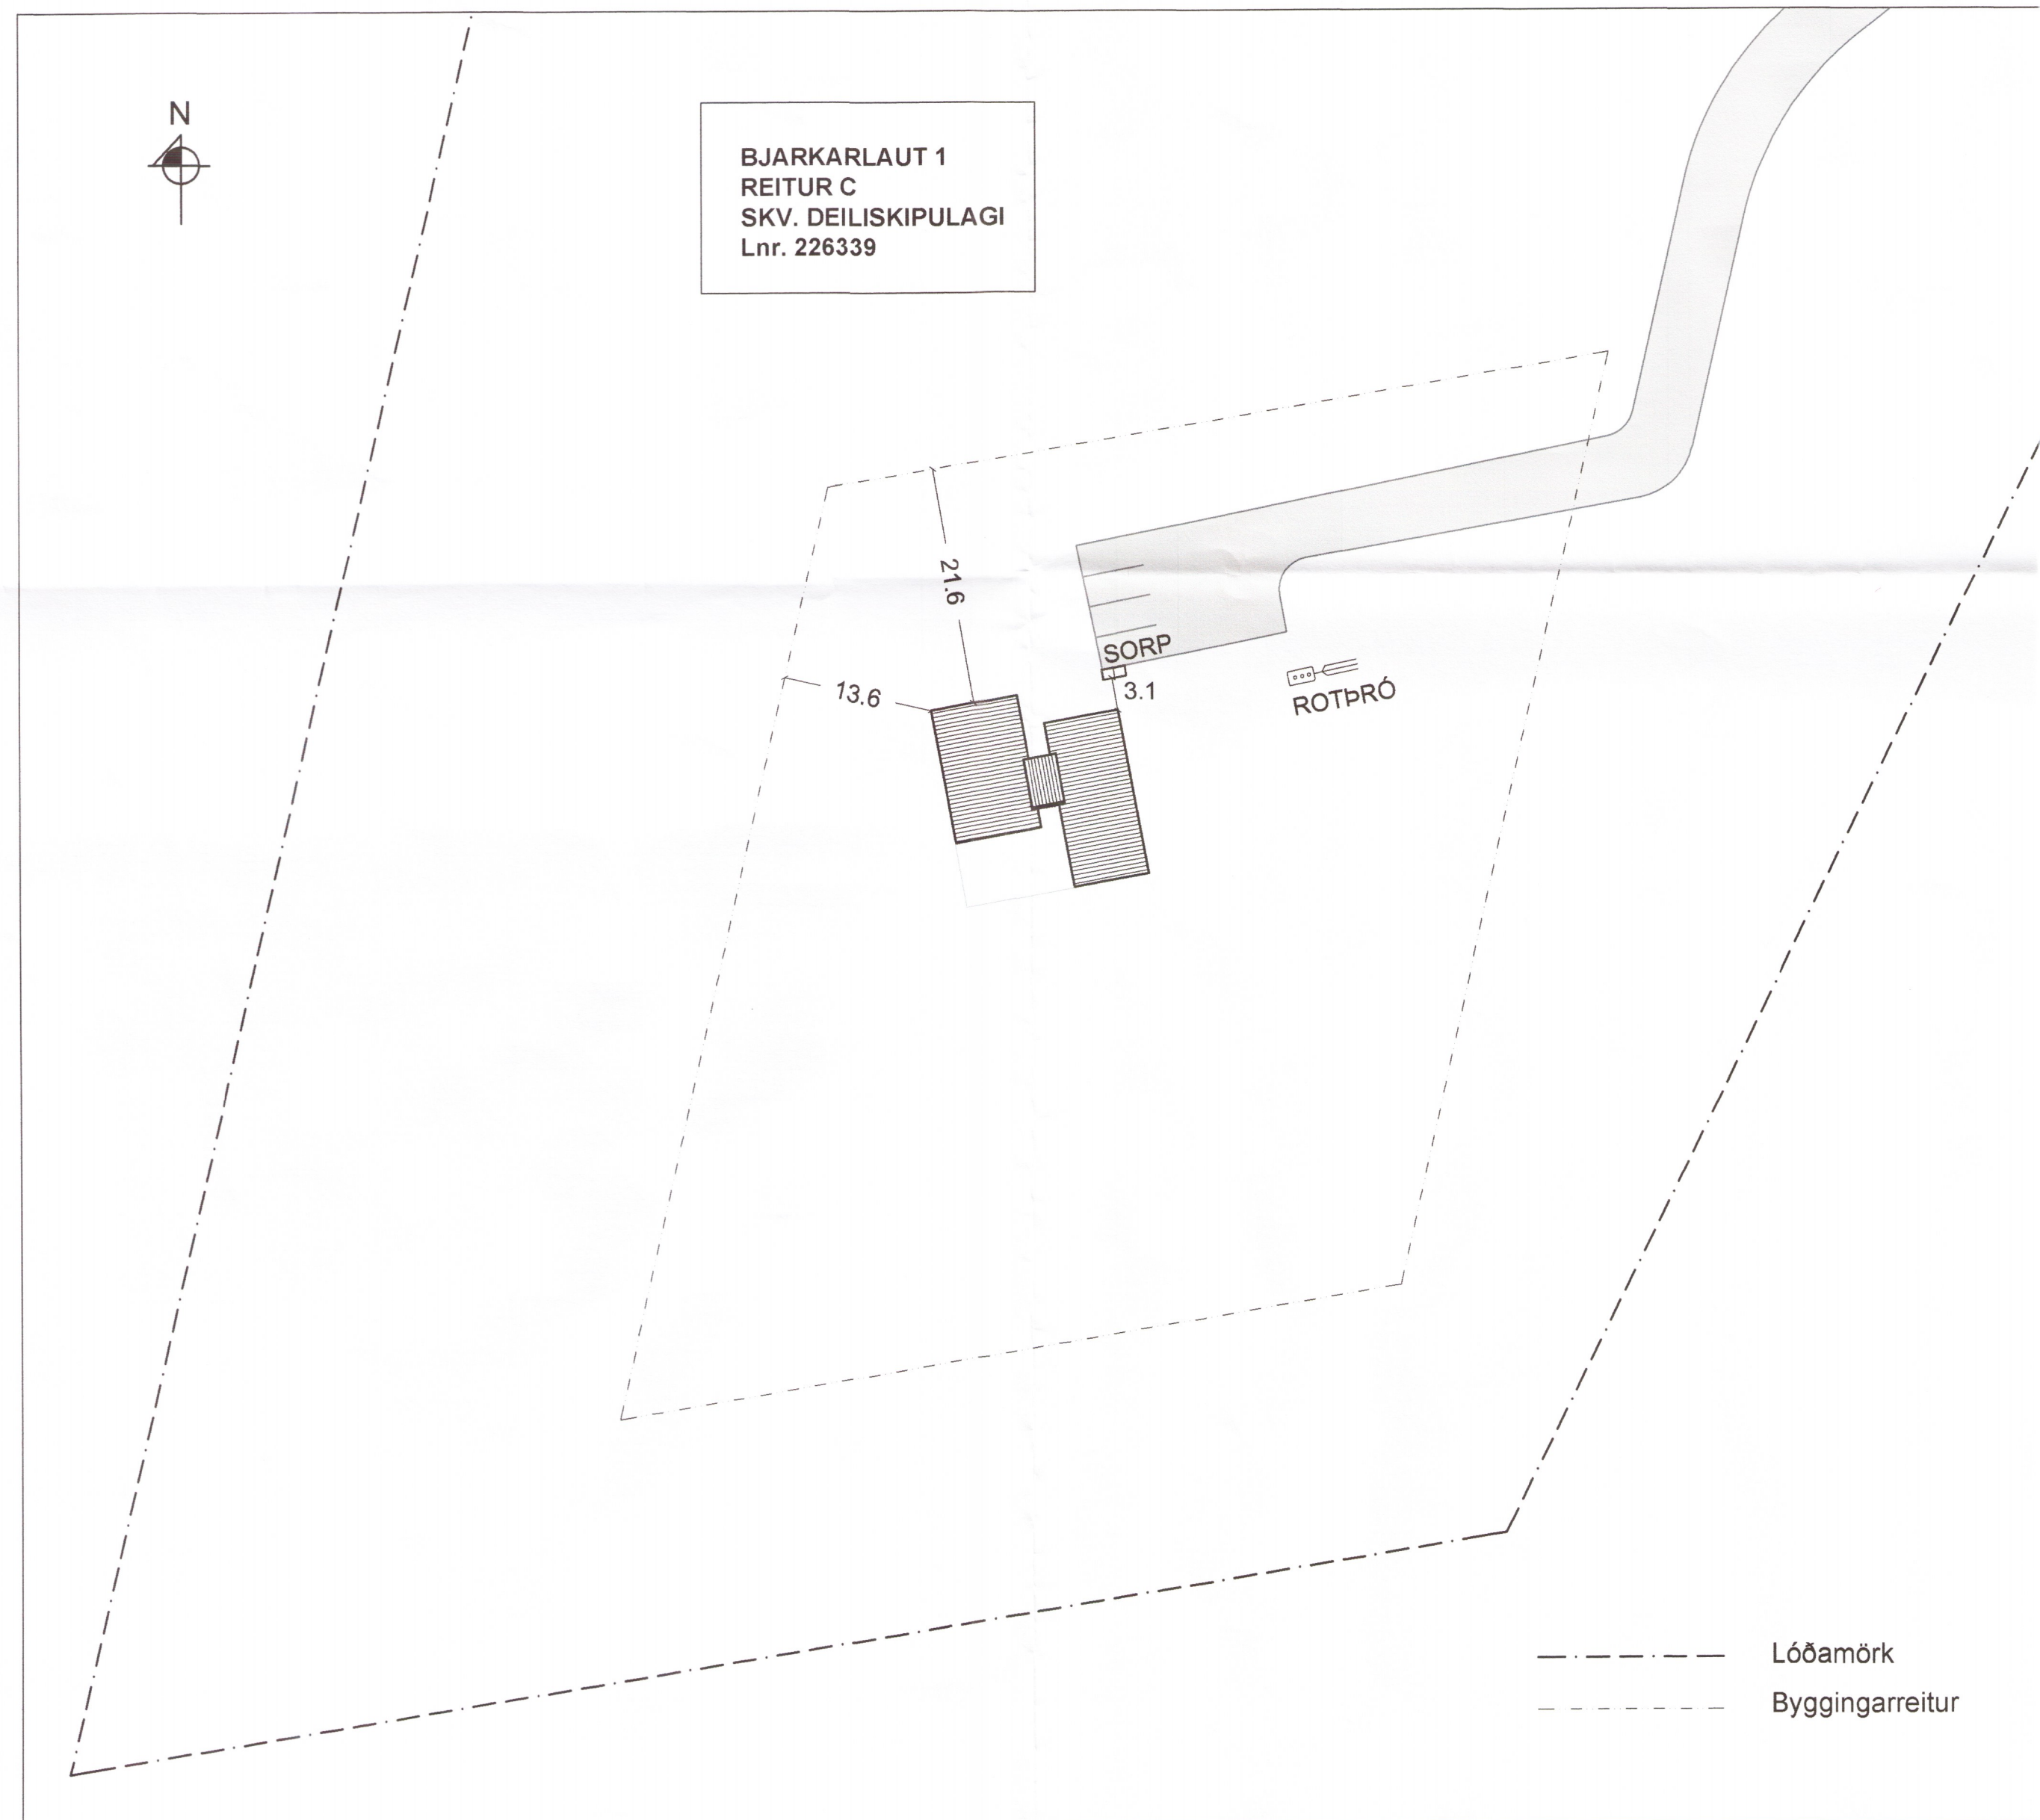 N
BJARKARLAUT 1
REITUR C
SKV. DEILISKIPULAGI
Lnr. 226339
21.6
SORP
13.6
3.1
ROTÞRÓ
Lóðamörk
Byggingarreitur